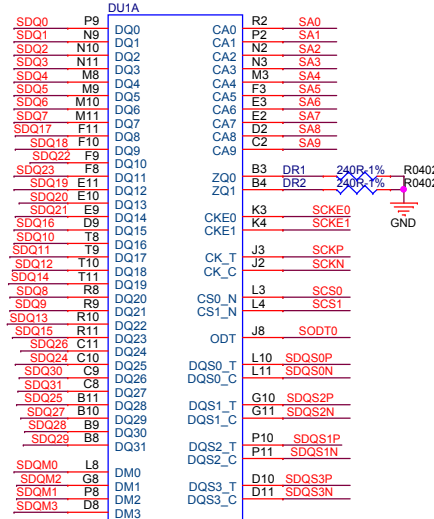 DU1A
SDQ0 P9 DQ0 CA0 R2 SA0
SDQ1 N9 DQ1 CA1 P2 SA1
SDQ2 N10 DQ2 CA2 N2 SA2
SDQ3 N11 DQ3 CA3 N3 SA3
SDQ4 M8 DQ4 CA4 M3 SA4
SDQ5 M9 DQ5 CA5 F3 SA5
SDQ6 M10 DQ6 CA6 E3 SA6
SDQ7 M11 DQ7 CA7 E2 SA7
SDQ17 F11 DQ8 CA8 D2 SA8
SDQ18 F10 DQ9 CA9 C2 SA9
SDQ22 F9 DQ10
SDQ23 F8 DQ11 ZQ0 B3 DR1 240R-1% R0402
SDQ19 E11 DQ12 ZQ1 B4 DR2 240R-1% R0402
SDQ20 E10 DQ13
SDQ21 E9 DQ14 CKE0 K3 SCKE0
SDQ16 D9 DQ15 CKE1 K4 SCKE1
GND
SDQ10 T8 DQ16
SDQ11 T9 DQ17 CK_T J3 SCKP
SDQ12 T10 DQ18 CK_C J2 SCKN
SDQ14 T11 DQ19
SDQ8 R8 DQ20 CS0_N L3 SCS0
SDQ9 R9 DQ21 CS1_N L4 SCS1
SDQ13 R10 DQ22
SDQ15 R11 DQ23 ODT J8 SODT0
SDQ26 C11 DQ24
SDQ24 C10 DQ25 DQS0_T L10 SDQS0P
SDQ30 C9 DQ26 DQS0_C L11 SDQS0N
SDQ31 C8 DQ27
SDQ25 B11 DQ28 DQS1_T G10 SDQS2P
SDQ27 B10 DQ29 DQS1_C G11 SDQS2N
SDQ28 B9 DQ30
SDQ29 B8 DQ31 DQS2_T P10 SDQS1P
DQS2_C P11 SDQS1N
SDQM0 L8 DM0
SDQM2 G8 DM1 DQS3_T D10 SDQS3P
SDQM1 P8 DM2 DQS3_C D11 SDQS3N
SDQM3 D8 DM3